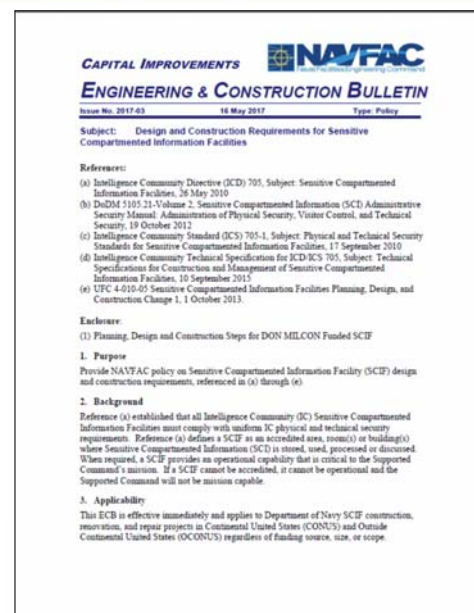 CAPITAL IMPROVEMENTS
NAVFAC
Naval Facilities Engineering Command
ENGINEERING & CONSTRUCTION BULLETIN
Issue No. 2017-03 16 May 2017 Type: Policy
Subject: Design and Construction Requirements for Sensitive
Compartmented Information Facilities
References:
(a) Intelligence Community Directive (ICD) 705, Subject: Sensitive Compartmented
Information Facilities, 26 May 2010
(b) DoDM 5105.21-Volume 2, Sensitive Compartmented Information (SCI) Administrative
Security Manual: Administration of Physical Security, Visitor Control, and Technical
Security, 19 October 2012
(c) Intelligence Community Standard (ICS) 705-1, Subject: Physical and Technical Security
Standards for Sensitive Compartmented Information Facilities, 17 September 2010
(d) Intelligence Community Technical Specification for ICD/ICS 705, Subject: Technical
Specifications for Construction and Management of Sensitive Compartmented
Information Facilities, 10 September 2015
(e) UFC 4-010-05 Sensitive Compartmented Information Facilities Planning, Design, and
Construction Change 1, 1 October 2013.
Enclosure:
(1) Planning, Design and Construction Steps for DON MILCON Funded SCIF
1. Purpose
Provide NAVFAC policy on Sensitive Compartmented Information Facility (SCIF) design
and construction requirements, referenced in (a) through (e).
2. Background
Reference (a) established that all Intelligence Community (IC) Sensitive Compartmented
Information Facilities must comply with uniform IC physical and technical security
requirements. Reference (a) defines a SCIF as an accredited area, room(s) or building(s)
where Sensitive Compartmented Information (SCI) is stored, used, processed or discussed.
When required, a SCIF provides an operational capability that is critical to the Supported
Command's mission. If a SCIF cannot be accredited, it cannot be operational and the
Supported Command will not be mission capable.
3. Applicability
This ECB is effective immediately and applies to Department of Navy SCIF construction,
renovation, and repair projects in Continental United States (CONUS) and Outside
Continental United States (OCONUS) regardless of funding source, size, or scope.